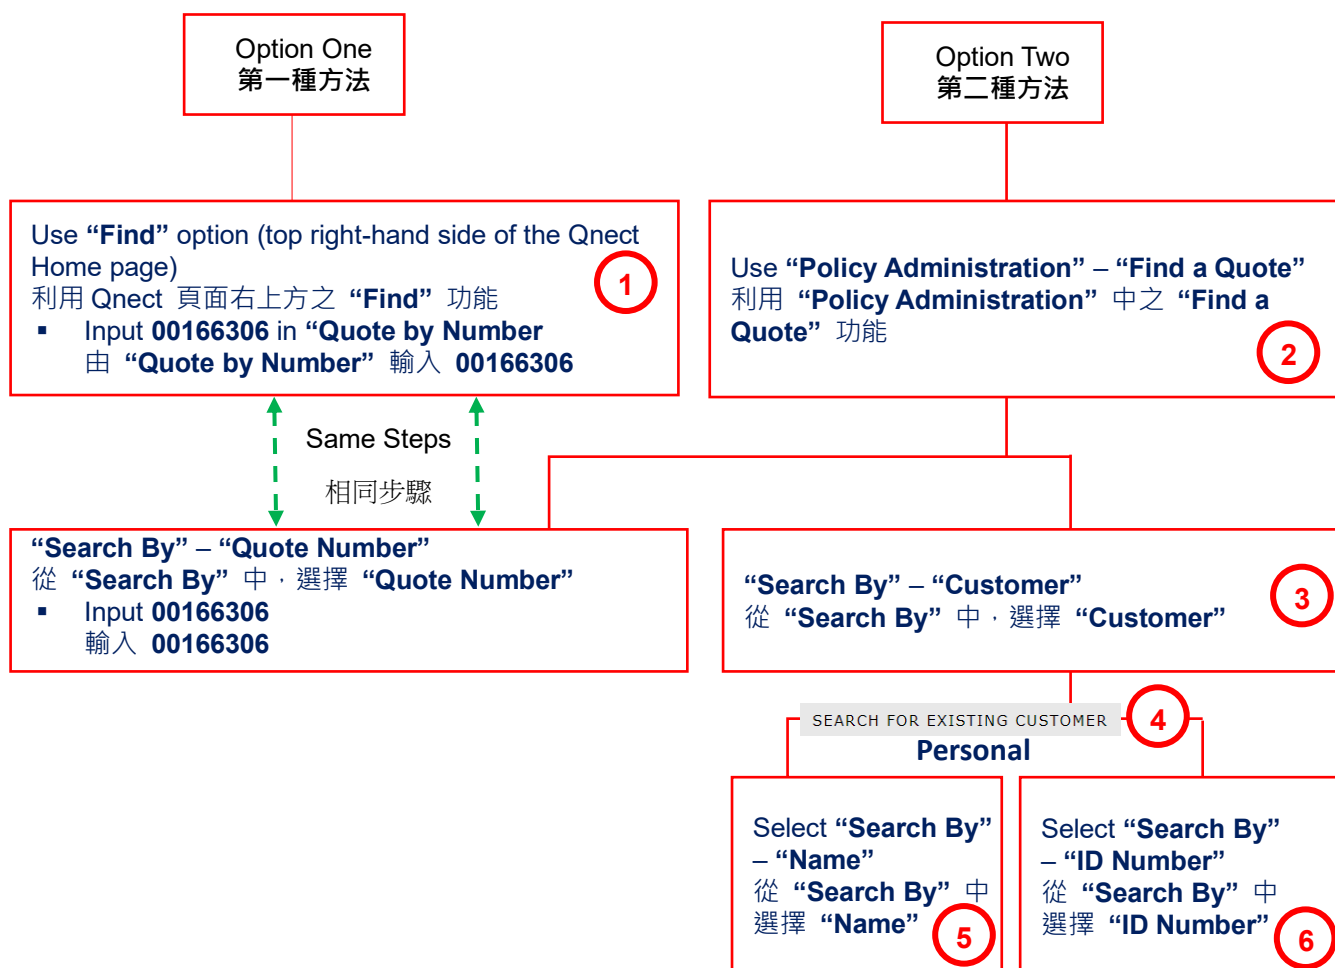 Option One
第一種方法
Option Two
第二種方法
Use “Find” option (top right-hand side of the Qnect
Home page)
利用 Qnect 頁面右上方之 “Find” 功能
▪ Input 00166306 in “Quote by Number
由 “Quote by Number” 輸入 00166306
1
Use “Policy Administration” – “Find a Quote”
利用 “Policy Administration” 中之 “Find a
Quote” 功能
2
Same Steps
相同步驟
“Search By” – “Quote Number”
從 “Search By” 中，選擇 “Quote Number”
▪ Input 00166306
輸入 00166306
“Search By” – “Customer”
從 “Search By” 中，選擇 “Customer”
3
SEARCH FOR EXISTING CUSTOMER
4
Personal
Select “Search By”
– “Name”
從 “Search By” 中
選擇 “Name”
5
Select “Search By”
– “ID Number”
從 “Search By” 中
選擇 “ID Number”
6